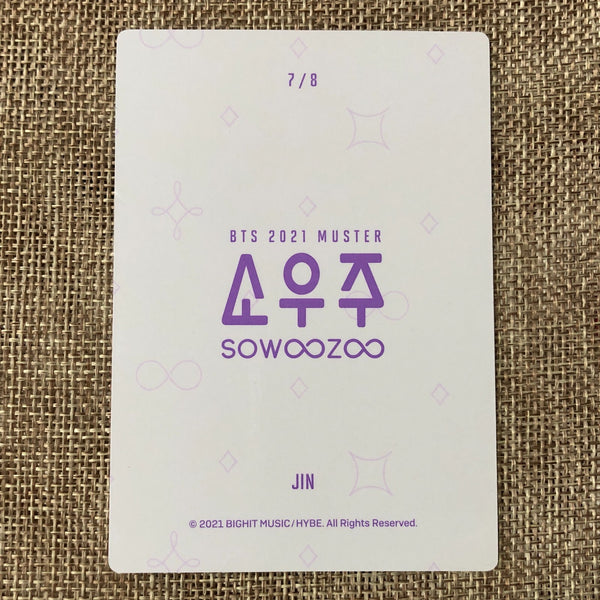 7/8
BTS 2021 MUSTER
소우주
SOWOOZOO
JIN
© 2021 BIGHIT MUSIC/HYBE. All Rights Reserved.